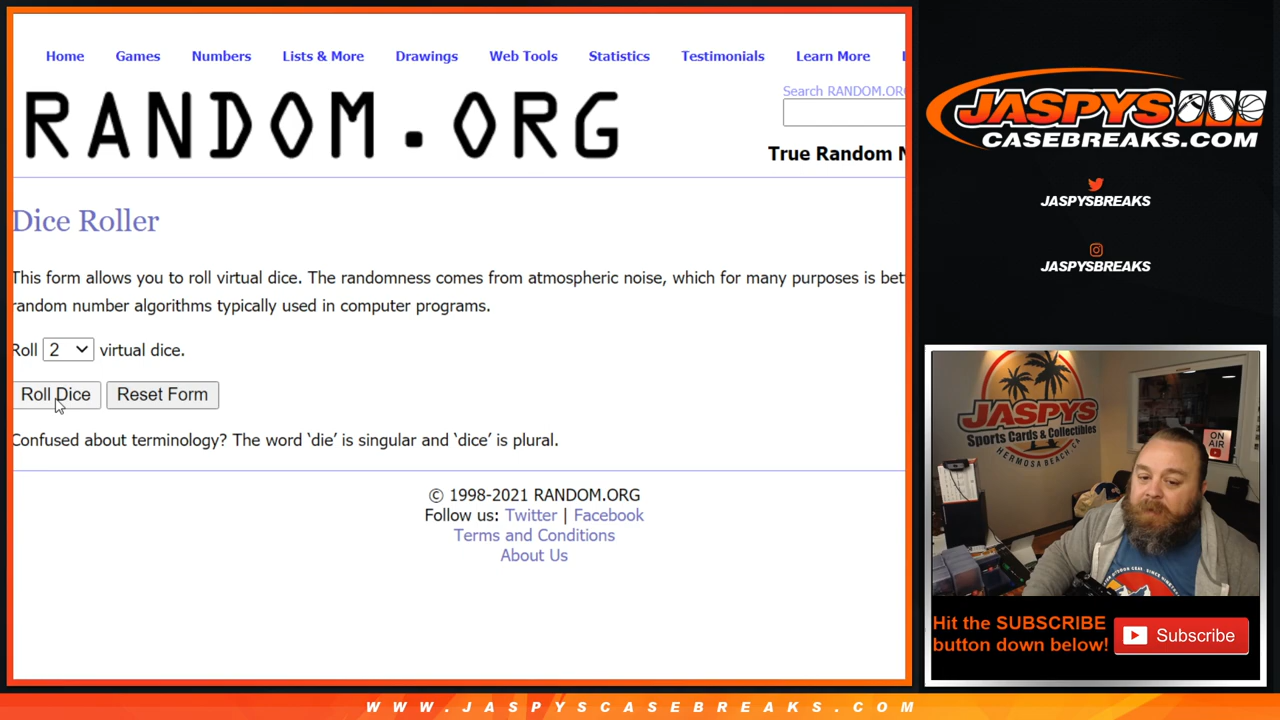 Home Games Numbers Lists & More Drawings Web Tools Statistics Testimonials Learn More
RANDOM.ORG
Search RANDOM.ORG
True Random N
Dice Roller
This form allows you to roll virtual dice. The randomness comes from atmospheric noise, which for many purposes is bet
random number algorithms typically used in computer programs.
Roll 2 virtual dice.
Roll Dice Reset Form
Confused about terminology? The word ‘die’ is singular and ‘dice’ is plural.
© 1998-2021 RANDOM.ORG
Follow us: Twitter | Facebook
Terms and Conditions
About Us
JASPYS
CASEBREAKS.COM
JASPYSBREAKS
JASPYSBREAKS
JASPYS
Sports Cards & Collectibles
HERMOSA BEACH, CA
ON
AIR
Hit the SUBSCRIBE
button down below!
Subscribe
WWW.JASPYSCASEBREAKS.COM